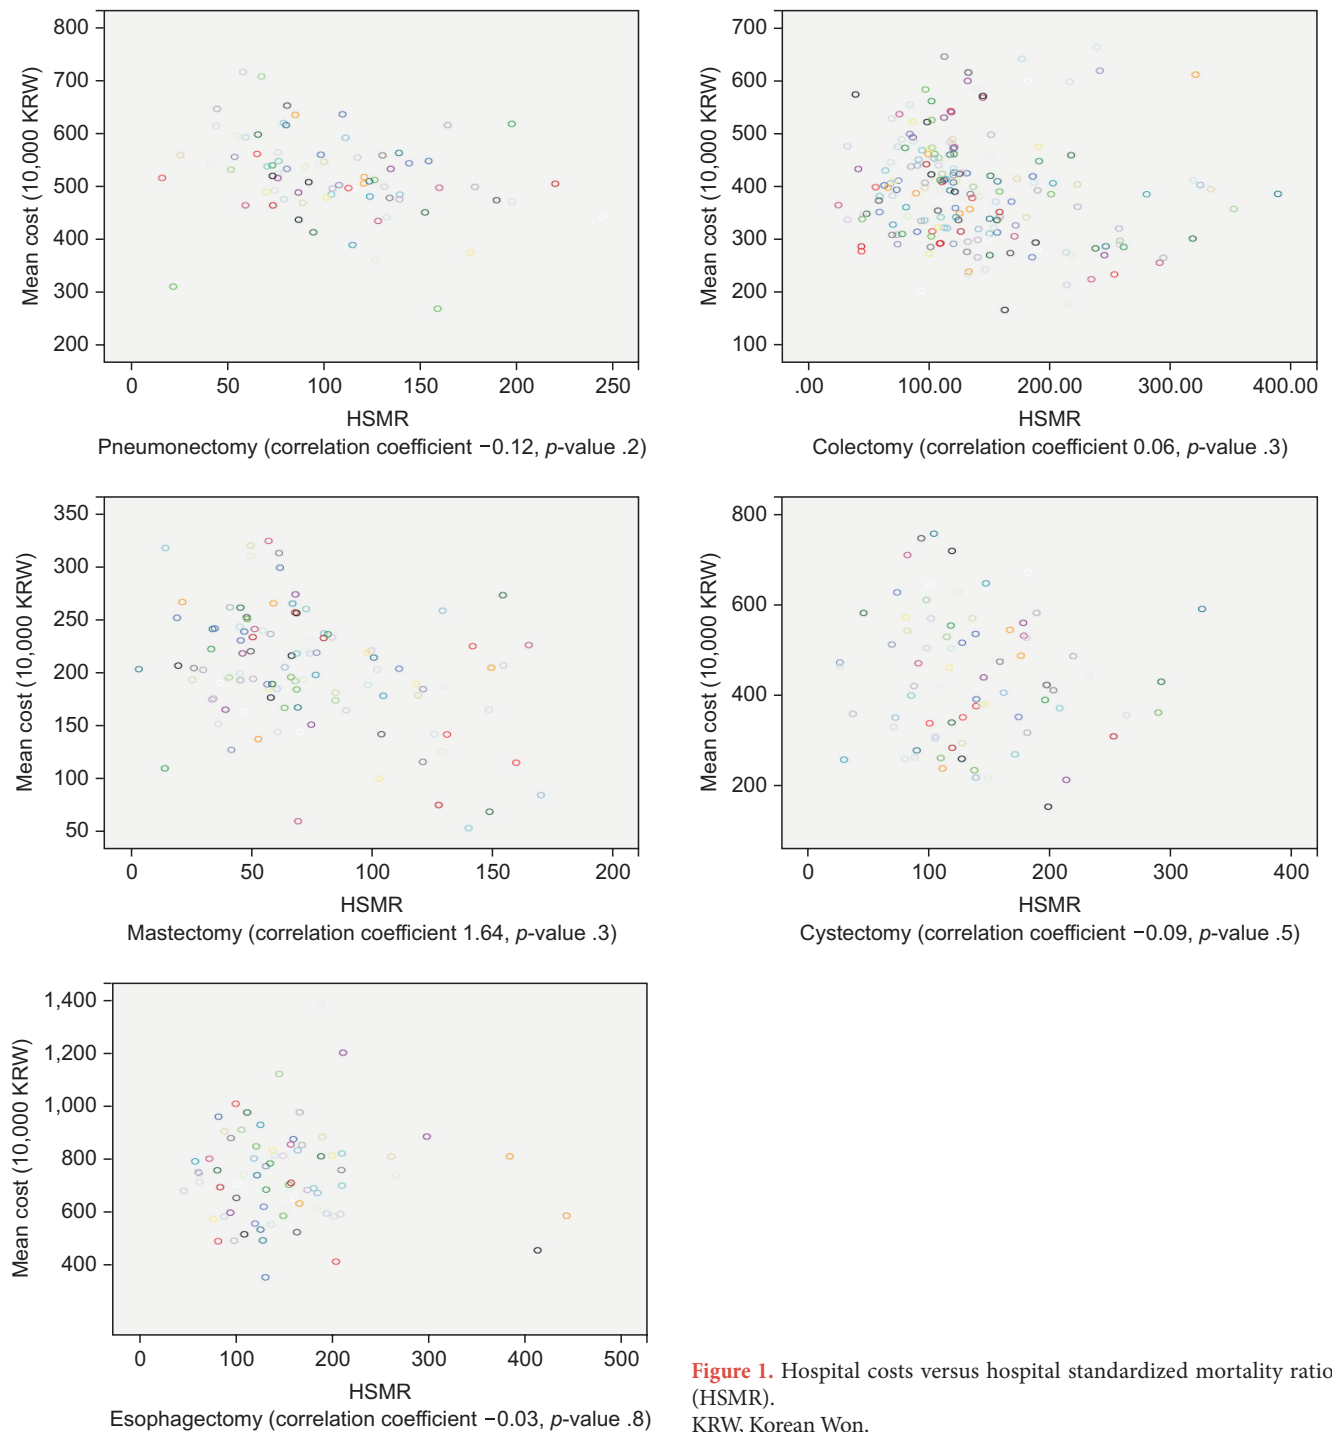 800
700
600
500
400
300
200
Mean cost (10,000 KRW)
0 50 100 150 200 250
HSMR
Pneumonectomy (correlation coefficient −0.12, p-value .2)
700
600
500
400
300
200
100
Mean cost (10,000 KRW)
.00 100.00 200.00 300.00 400.00
HSMR
Colectomy (correlation coefficient 0.06, p-value .3)
350
300
250
200
150
100
50
Mean cost (10,000 KRW)
0 50 100 150 200
HSMR
Mastectomy (correlation coefficient 1.64, p-value .3)
800
600
400
200
Mean cost (10,000 KRW)
0 100 200 300 400
HSMR
Cystectomy (correlation coefficient −0.09, p-value .5)
1,400
1,200
1,000
800
600
400
Mean cost (10,000 KRW)
0 100 200 300 400 500
HSMR
Esophagectomy (correlation coefficient −0.03, p-value .8)
Figure 1. Hospital costs versus hospital standardized mortality ratio
(HSMR).
KRW, Korean Won.